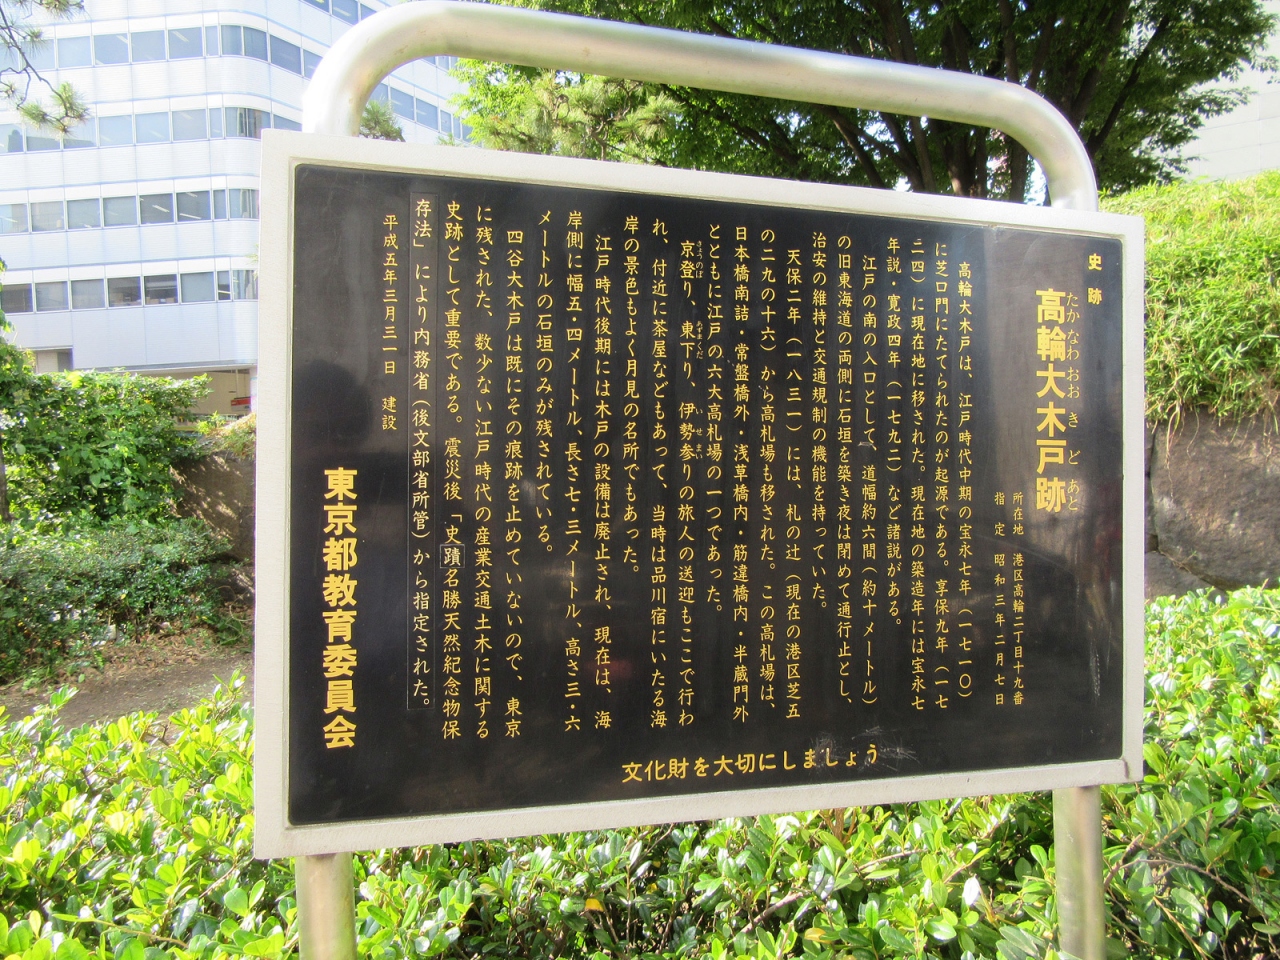 史跡
高輪大木戸跡
たかなわおおきどあと
所在地 港区高輪二丁目十九番
指定 昭和三年二月七日
高輪大木戸は、江戸時代中期の宝永七年（一七一〇）
に芝口門にたてられたのが起源である。享保九年（一七
二四）に現在地に移された。現在地の築造年には宝永七
年説・寛政四年（一七九二）など諸説がある。
江戸の南の入口として、道幅約六間（約十メートル）
の旧東海道の両側に石垣を築き夜は閉めて通行止とし、
治安の維持と交通規制の機能を持っていた。
天保二年（一八三一）には、札の辻（現在の港区芝五
の二九の十六）から高札場も移された。この高札場は、
日本橋南詰・常盤橋外・浅草橋内・筋違橋内・半蔵門外
とともに江戸の六大高札場の一つであった。
京登り、東下り、伊勢参りの旅人の送迎もここで行わ
きょうのぼ あずまくだ いせまい
れ、付近に茶屋などもあって、当時は品川宿にいたる海
岸の景色もよく月見の名所でもあった。
江戸時代後期には木戸の設備は廃止され、現在は、海
岸側に幅五・四メートル、長さ七・三メートル、高さ三・六
メートルの石垣のみが残されている。
四谷大木戸は既にその痕跡を止めていないので、東京
に残された、数少ない江戸時代の産業交通土木に関する
史跡として重要である。震災後「史蹟名勝天然紀念物保
存法」により内務省（後文部省所管）から指定された。
平成五年三月三一日 建設
東京都教育委員会
文化財を大切にしましょう